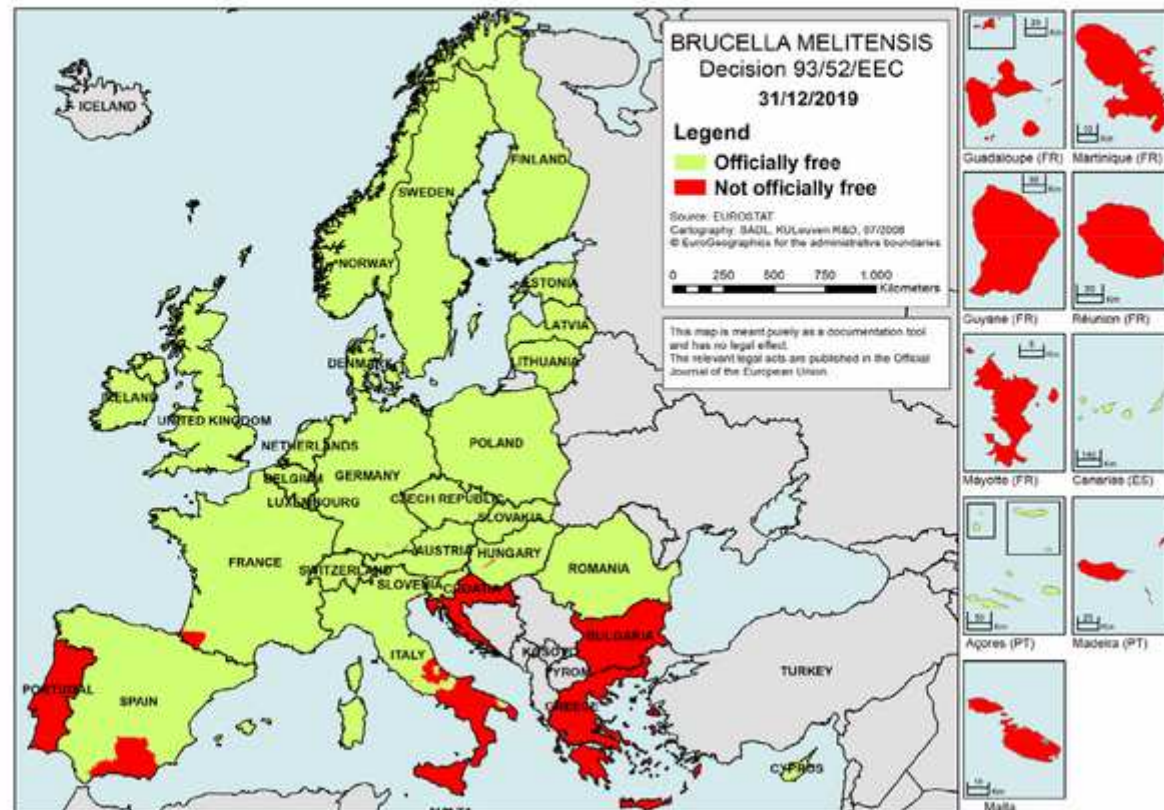 BRUCELLA MELITENSIS
Decision 93/52/EEC
31/12/2019
Legend
Officially free
Not officially free
Source: EUROSTAT
Cartography: SADL, KULeuven R&D, 07/2008
© EuroGeographics for the administrative boundaries
0 250 500 750 1.000
Kilometers
This map is meant purely as a documentation tool
and has no legal effect.
The relevant legal acts are published in the Official
Journal of the European Union
ICELAND
FINLAND
SWEDEN
NORWAY
ESTONIA
LATVIA
LITHUANIA
DENMARK
IRELAND
UNITED KINGDOM
NETHERLANDS
POLAND
BELGIUM
GERMANY
LUXEMBOURG
CZECH REPUBLIC
SLOVAKIA
AUSTRIA
HUNGARY
FRANCE
SWITZERLAND
ROMANIA
SLOVENIA
CROATIA
BULGARIA
ITALY
KOSOVO
FYROM
TURKEY
PORTUGAL
SPAIN
GREECE
CYPROS
Guadaloupe (FR)
Martinique (FR)
Guyane (FR)
Réunion (FR)
Mayotte (FR)
Canarias (ES)
Açores (PT)
Madeira (PT)
Malta